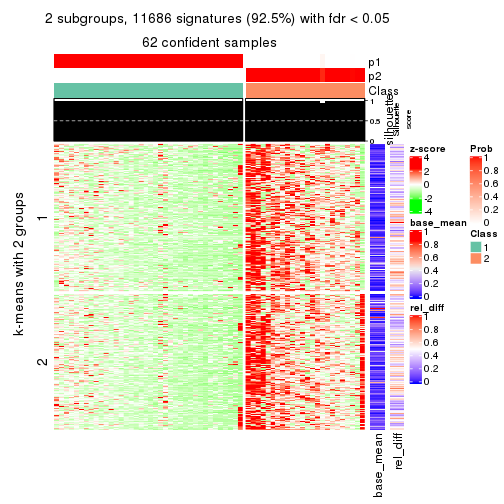 2 subgroups, 11686 signatures (92.5%) with fdr < 0.05
62 confident samples
p1
p2
Class
1
0.5
0
silhouette
Silhouette
score
k-means with 2 groups
1
2
base_mean
rel_diff
z-score
4
2
0
-2
-4
base_mean
1
0.8
0.6
0.4
0.2
0
rel_diff
1
0.8
0.6
0.4
0.2
0
Prob
1
0.8
0.6
0.4
0.2
0
Class
1
2